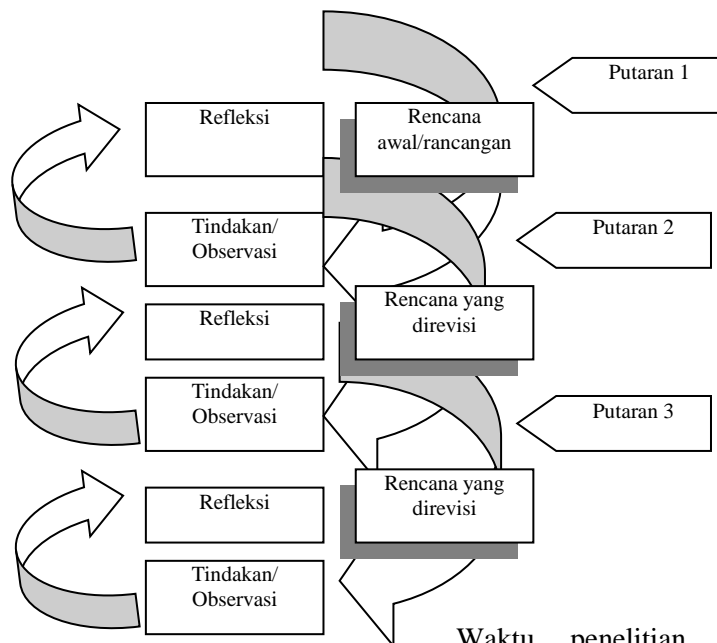 Putaran 1
Refleksi
Rencana
awal/rancangan
Tindakan/
Observasi
Putaran 2
Refleksi
Rencana yang
direvisi
Tindakan/
Observasi
Putaran 3
Refleksi
Rencana yang
direvisi
Tindakan/
Observasi
Waktu penelitian